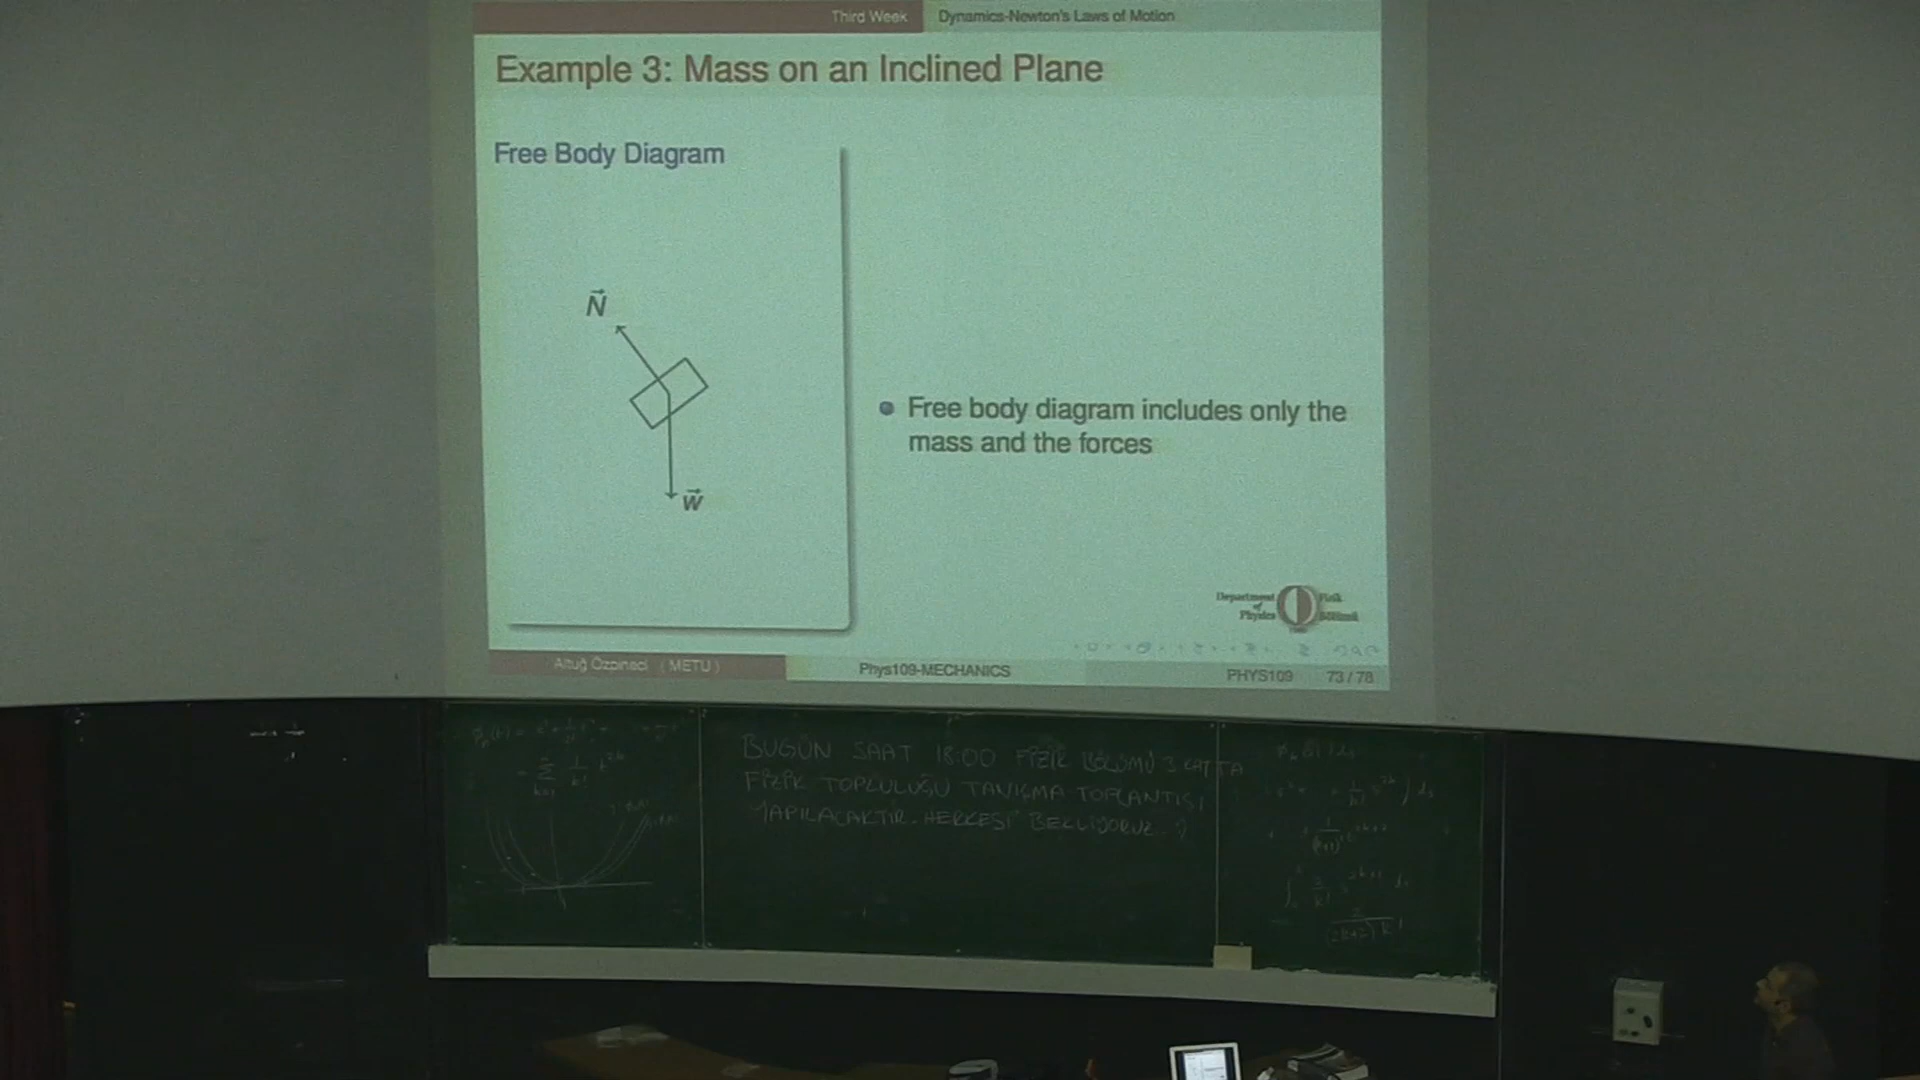 Third Week
Dynamics-Newton's Laws of Motion
Example 3: Mass on an Inclined Plane
Free Body Diagram
N
W
Free body diagram includes only the
mass and the forces
Department
of
Physics
Fizik
Bölümü
Altuğ Özpineci ( METU )
Phys109-MECHANICS
PHYS109
73 / 78
BUGÜN SAAT 18:00 FİZİK BÖLÜMÜ 3. KATTA
FİZİK TOPLULUĞU TANIŞMA TOPLANTISI
YAPILACAKTIR. HERKESİ BEKLİYORUZ. :)